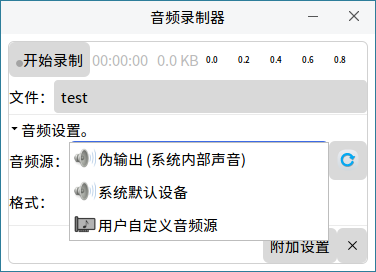 音频录制器
开始录制 00:00:00 0.0 KB 0.0 0.2 0.4 0.6 0.8
文件： test
音频设置。
音频源：
伪输出 (系统内部声音)
系统默认设备
格式：
用户自定义音频源
附加设置